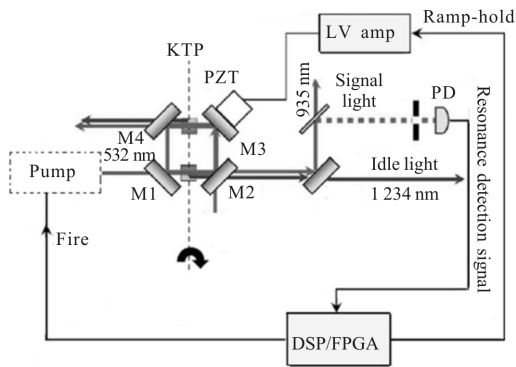 Ramp-hold
LV amp
KTP
PZT
935 nm
Signal
light
PD
M4
M3
532 nm
Pump
M1
M2
Idle light
1 234 nm
Resonance detection signal
Fire
DSP/FPGA